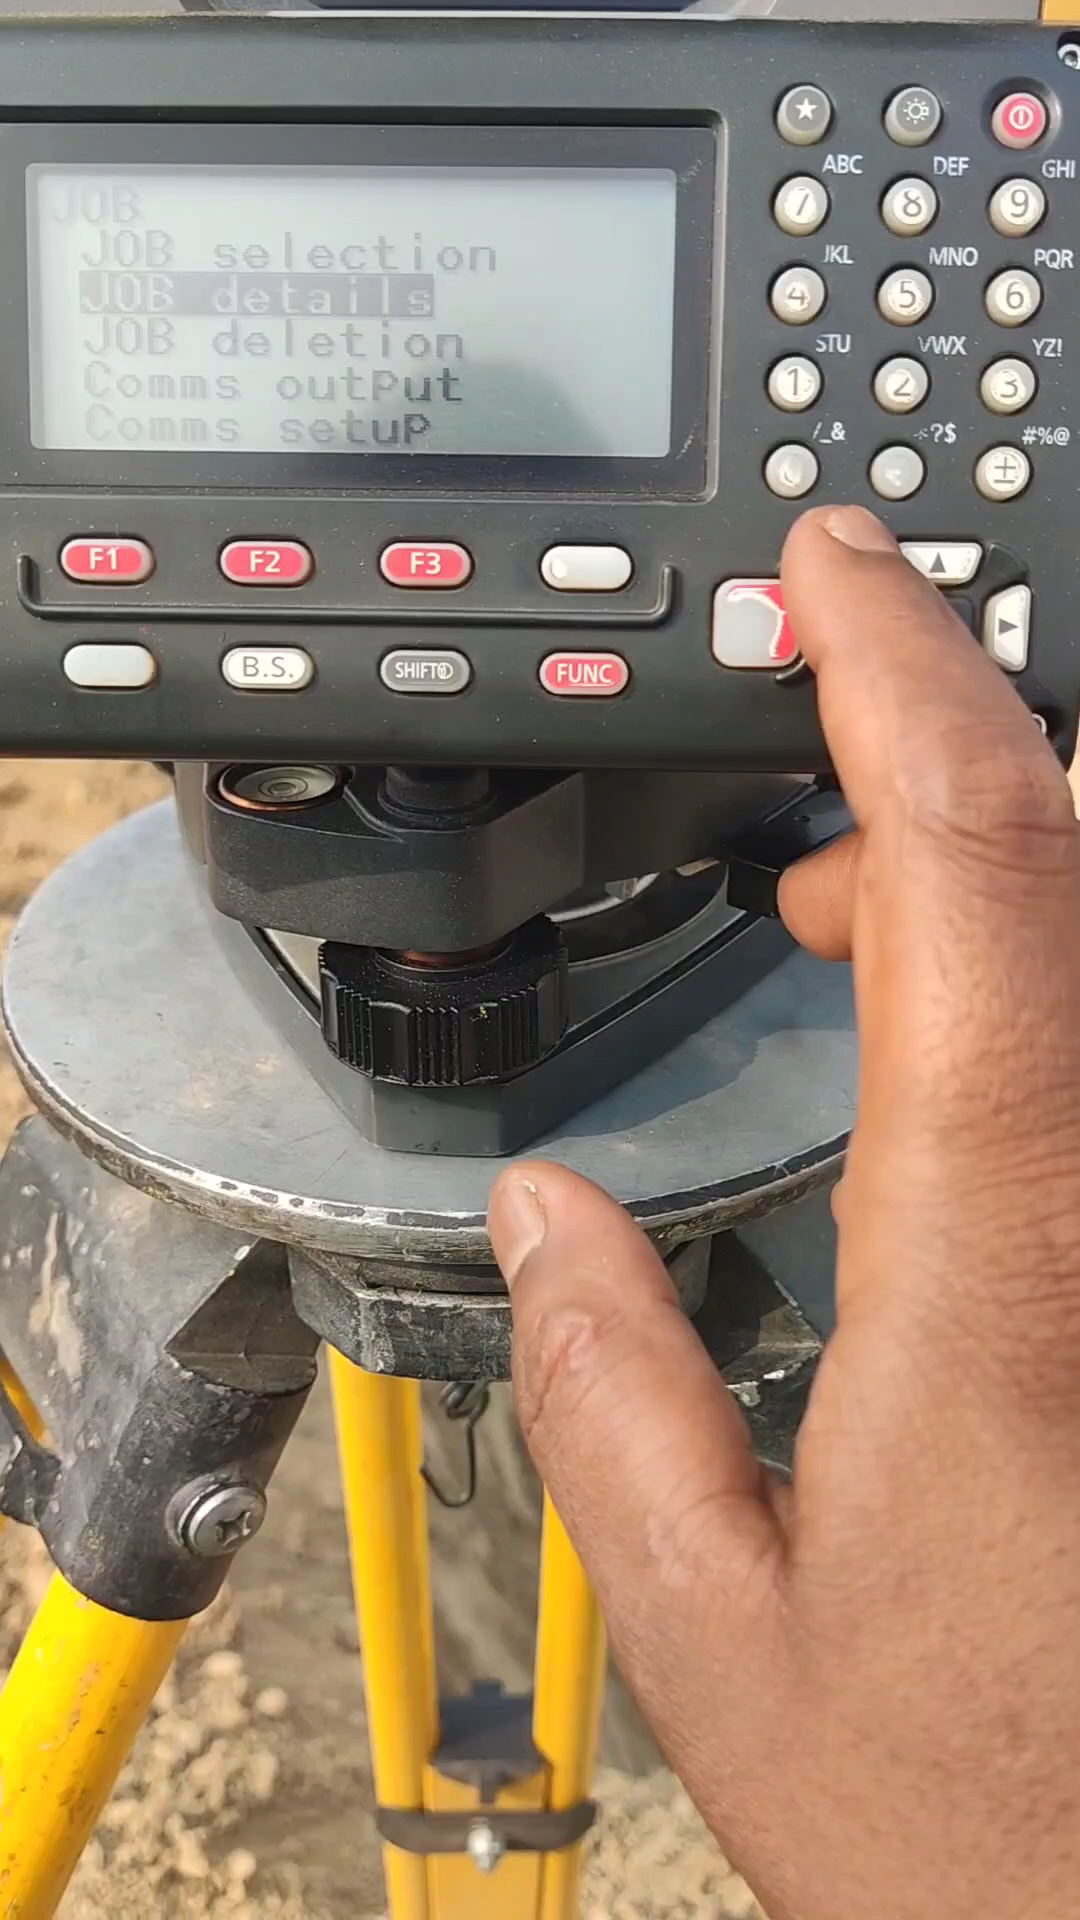 JOB
JOB selection
JOB details
JOB deletion
Comms output
Comms setup
ABC DEF GHI
7 8 9
JKL MNO PQR
4 5 6
STU VWX YZ!
1 2 3
/_& *?$ #%@
±
F1 F2 F3
B.S. SHIFT FUNC